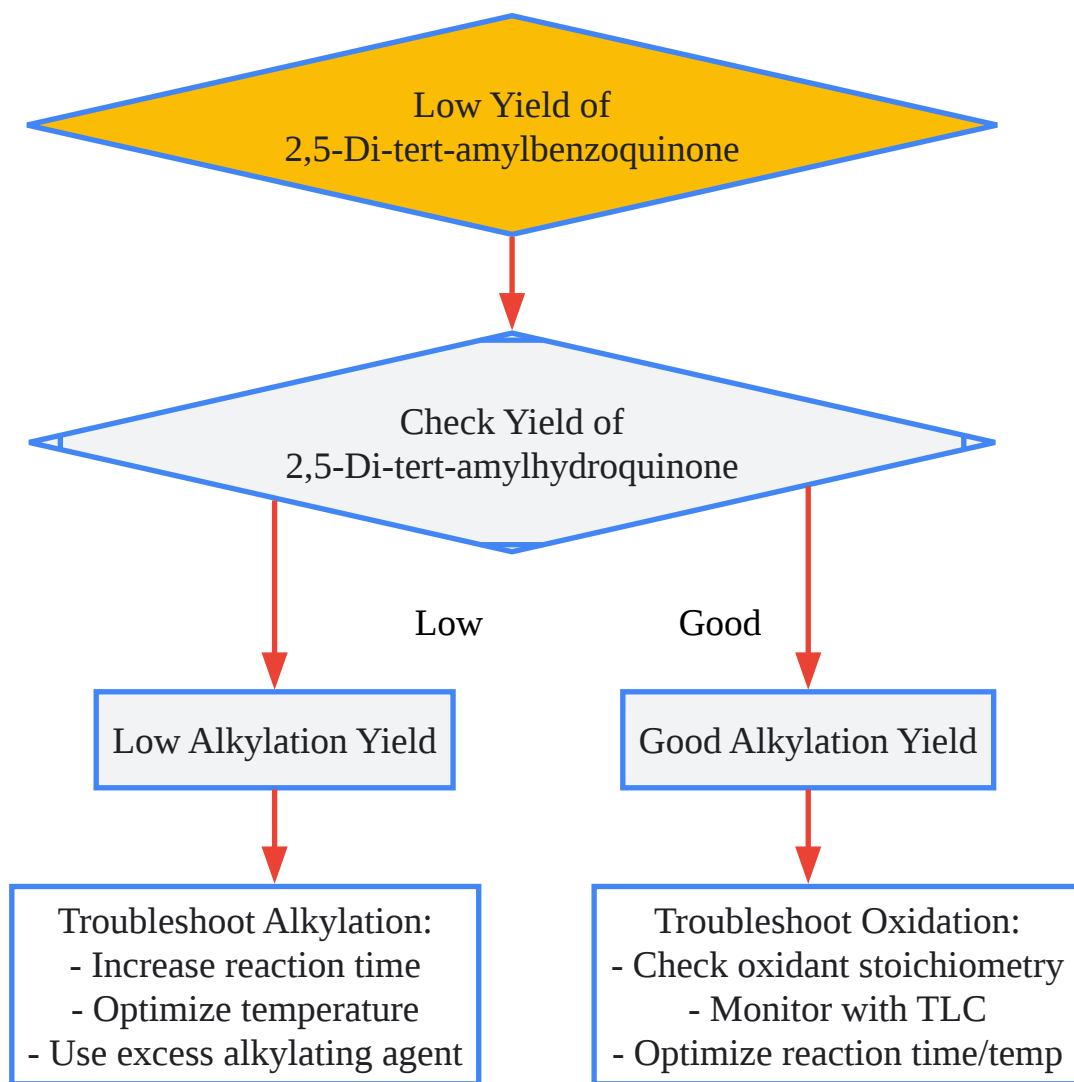 Low Yield of
2,5-Di-tert-amylbenzoquinone
Check Yield of
2,5-Di-tert-amylhydroquinone
Low
Good
Low Alkylation Yield
Good Alkylation Yield
Troubleshoot Alkylation:
- Increase reaction time
- Optimize temperature
- Use excess alkylating agent
Troubleshoot Oxidation:
- Check oxidant stoichiometry
- Monitor with TLC
- Optimize reaction time/temp